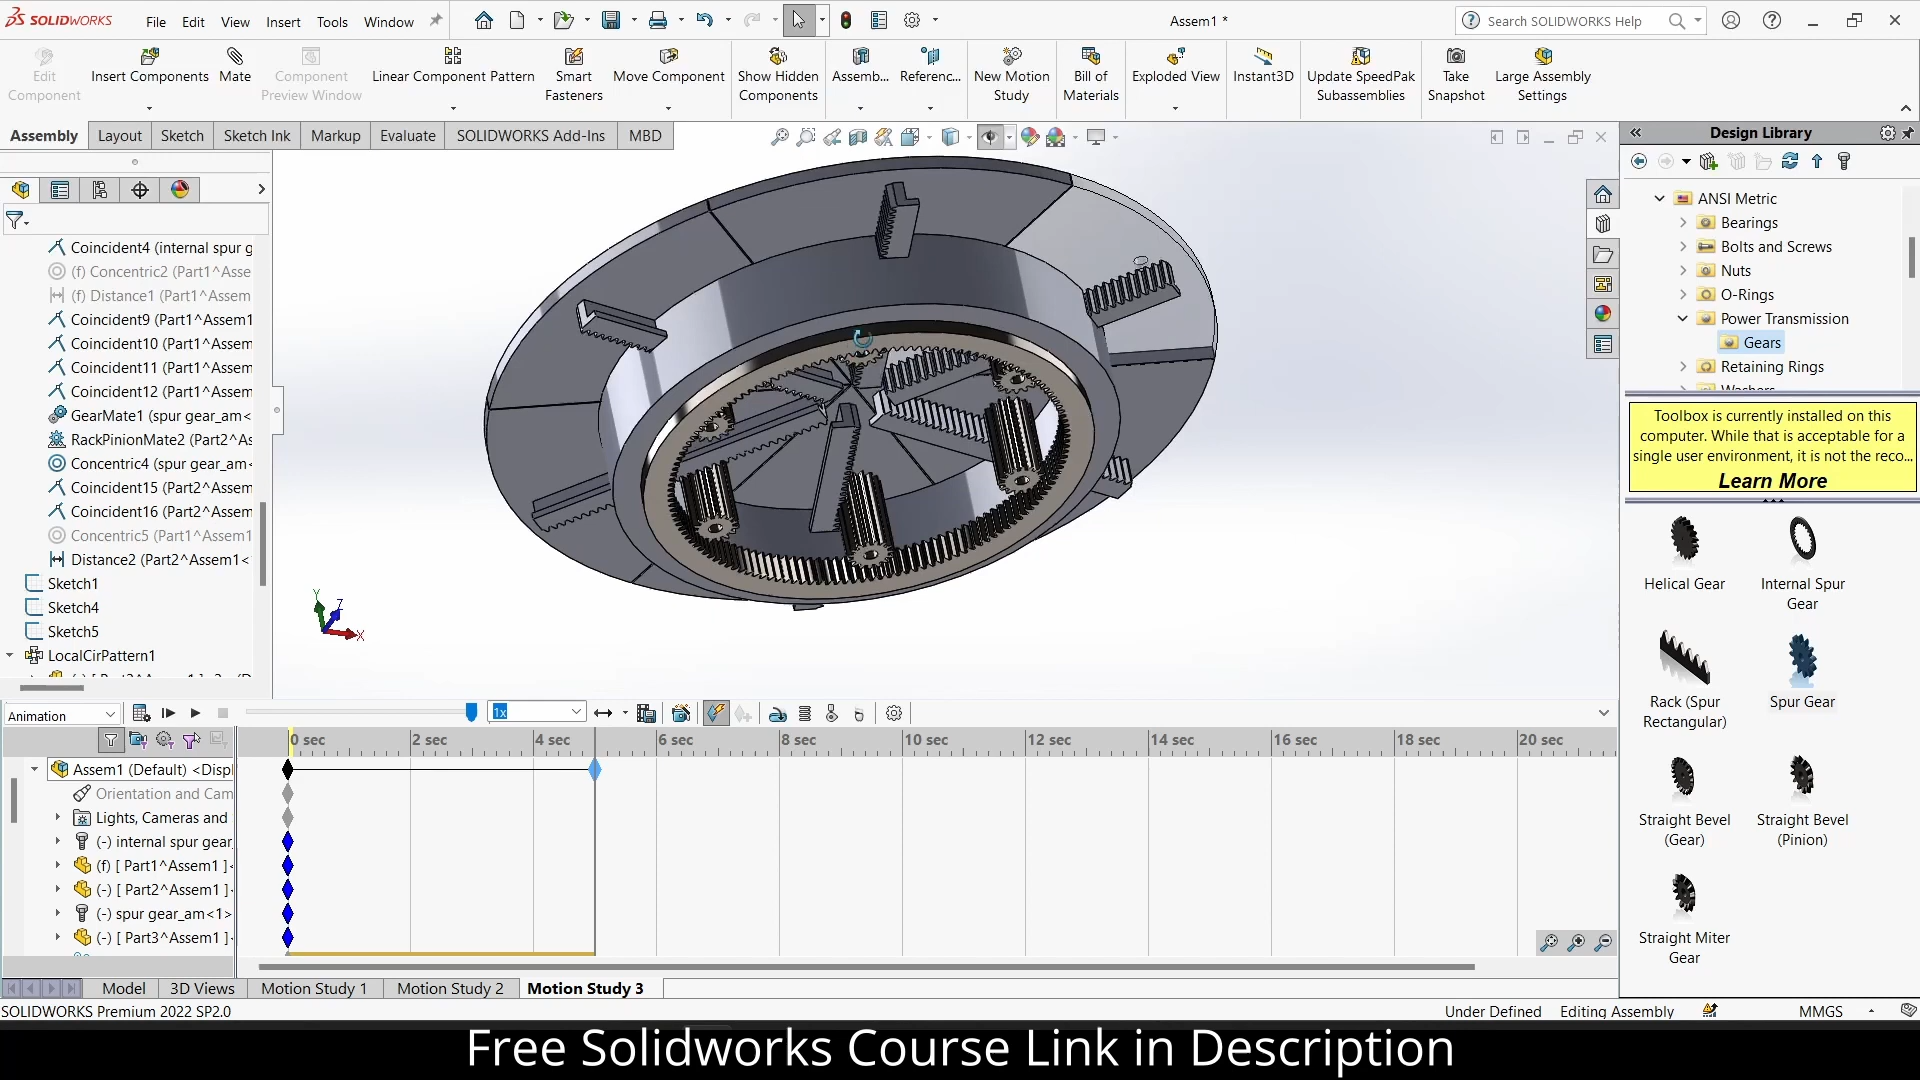 SOLIDWORKS
File Edit View Insert Tools Window
Assem1 *
Search SOLIDWORKS Help
Edit Component
Insert Components
Mate
Component Preview Window
Linear Component Pattern
Smart Fasteners
Move Component
Show Hidden Components
Assemb...
Referenc...
New Motion Study
Bill of Materials
Exploded View
Instant3D
Update SpeedPak Subassemblies
Take Snapshot
Large Assembly Settings
Assembly Layout Sketch Sketch Ink Markup Evaluate SOLIDWORKS Add-Ins MBD
Coincident4 (internal spur g
(f) Concentric2 (Part1^Asse
(f) Distance1 (Part1^Assem
Coincident9 (Part1^Assem1
Coincident10 (Part1^Assem
Coincident11 (Part1^Assem
Coincident12 (Part1^Assem
GearMate1 (spur gear_am<
RackPinionMate2 (Part2^As
Concentric4 (spur gear_am<
Coincident15 (Part2^Assem
Coincident16 (Part2^Assem
Concentric5 (Part1^Assem1
Distance2 (Part2^Assem1<
Sketch1
Sketch4
Sketch5
LocalCirPattern1
Y
Z
X
Design Library
ANSI Metric
Bearings
Bolts and Screws
Nuts
O-Rings
Power Transmission
Gears
Retaining Rings
Toolbox is currently installed on this
computer. While that is acceptable for a
single user environment, it is not the reco...
Learn More
Helical Gear
Internal Spur Gear
Rack (Spur Rectangular)
Spur Gear
Straight Bevel (Gear)
Straight Bevel (Pinion)
Straight Miter Gear
Animation
1x
0 sec 2 sec 4 sec 6 sec 8 sec 10 sec 12 sec 14 sec 16 sec 18 sec 20 sec
Assem1 (Default) <Displ
Orientation and Cam
Lights, Cameras and
(-) internal spur gear
(f) [ Part1^Assem1 ]<
(-) [ Part2^Assem1 ]<
(-) spur gear_am<1>
(-) [ Part3^Assem1 ]<
Model 3D Views Motion Study 1 Motion Study 2 Motion Study 3
SOLIDWORKS Premium 2022 SP2.0
Under Defined Editing Assembly MMGS
Free Solidworks Course Link in Description